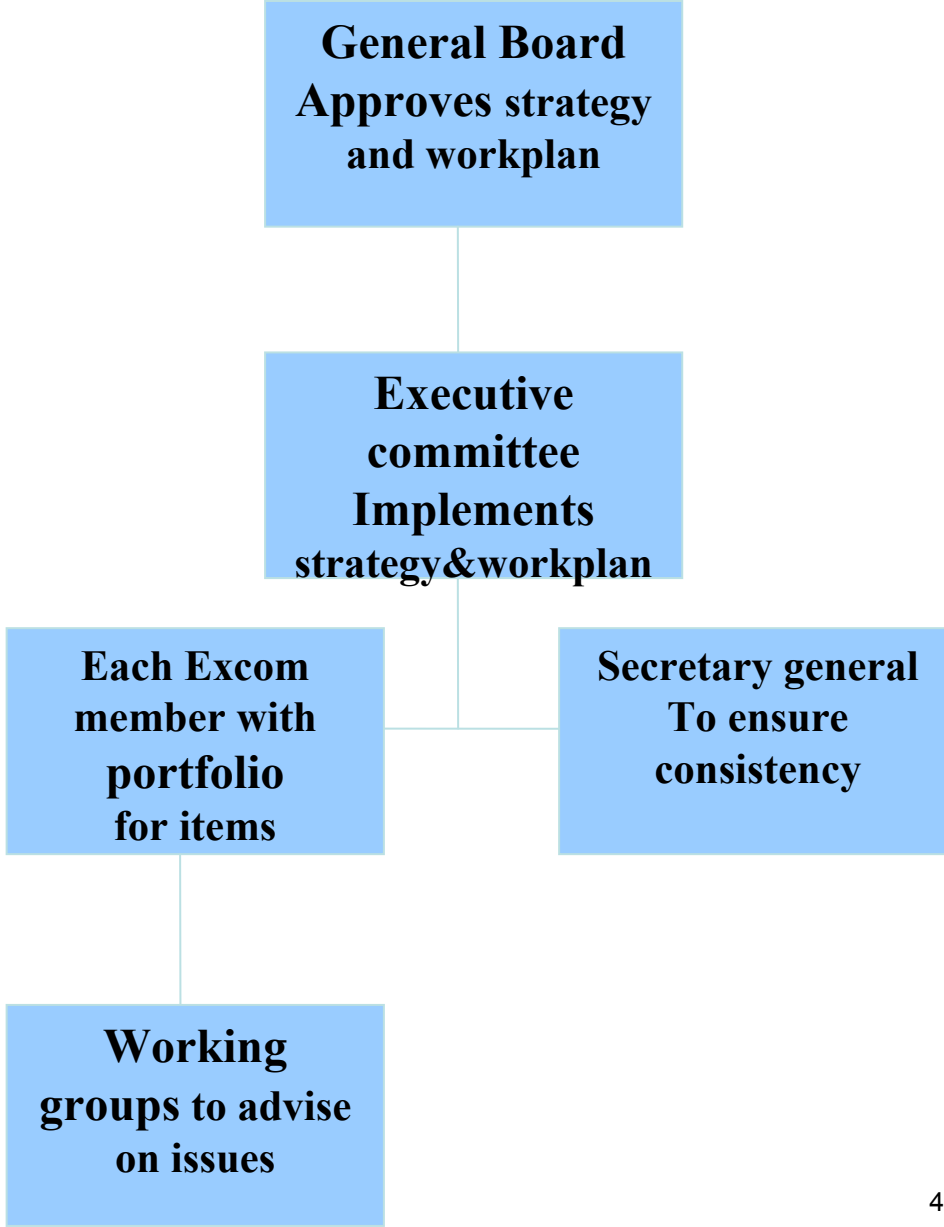 General Board
Approves strategy
and workplan
Executive
committee
Implements
strategy&workplan
Each Excom
member with
portfolio
for items
Secretary general
To ensure
consistency
Working
groups to advise
on issues
4